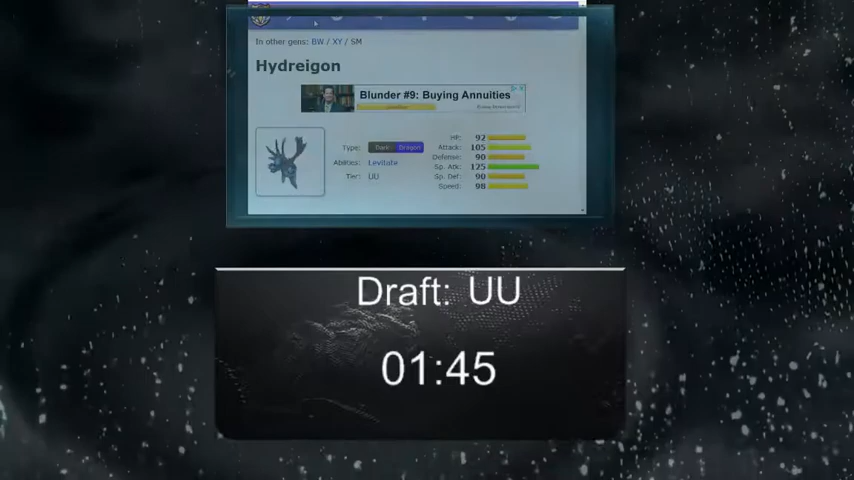 In other gens: BW / XY / SM
Hydreigon
Blunder #9: Buying Annuities
Type: Dark Dragon
Abilities: Levitate
Tier: UU
HP: 92
Attack: 105
Defense: 90
Sp. Atk: 125
Sp. Def: 90
Speed: 98
Draft: UU
01:45